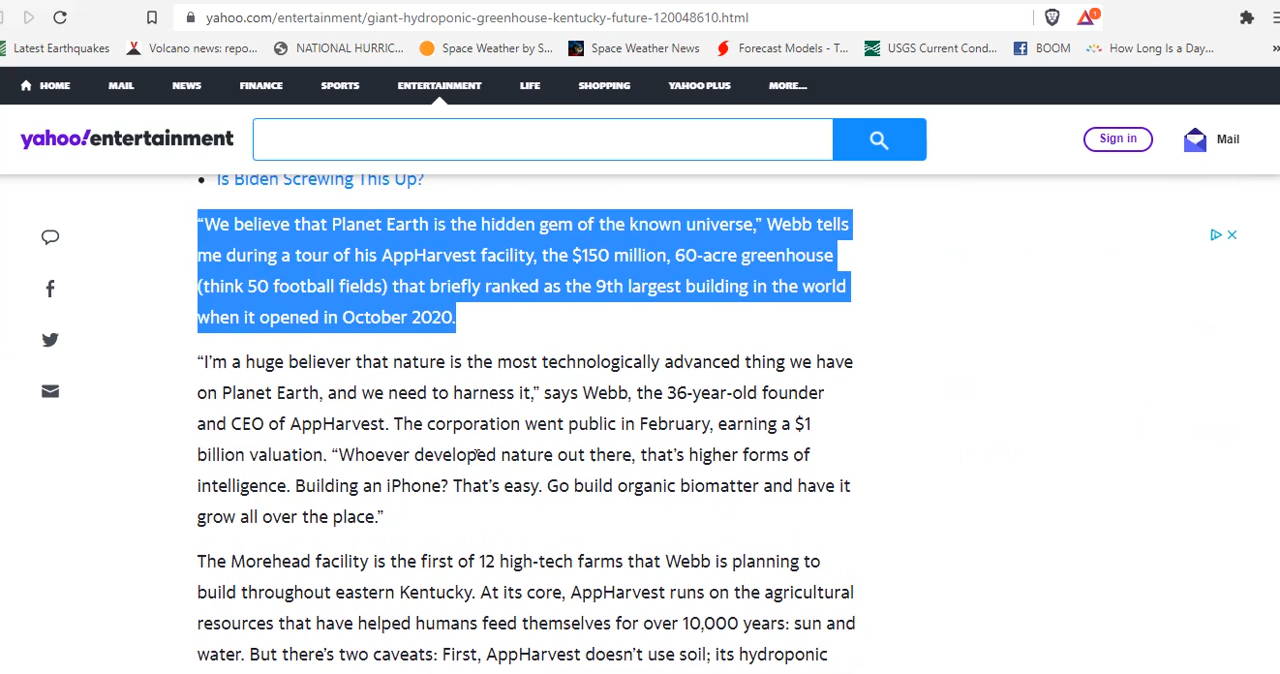 yahoo.com/entertainment/giant-hydroponic-greenhouse-kentucky-future-120048610.html
1
Latest Earthquakes Volcano news: repo... NATIONAL HURRIC... Space Weather by S... Space Weather News Forecast Models - T... USGS Current Cond... BOOM How Long Is a Day... »
HOME MAIL NEWS FINANCE SPORTS ENTERTAINMENT LIFE SHOPPING YAHOO PLUS MORE...
yahoo!entertainment Sign in Mail
Is Biden Screwing This Up?
“We believe that Planet Earth is the hidden gem of the known universe,” Webb tells
me during a tour of his AppHarvest facility, the $150 million, 60-acre greenhouse
(think 50 football fields) that briefly ranked as the 9th largest building in the world
when it opened in October 2020.
“I’m a huge believer that nature is the most technologically advanced thing we have
on Planet Earth, and we need to harness it,” says Webb, the 36-year-old founder
and CEO of AppHarvest. The corporation went public in February, earning a $1
billion valuation. “Whoever developed nature out there, that’s higher forms of
intelligence. Building an iPhone? That’s easy. Go build organic biomatter and have it
grow all over the place.”
The Morehead facility is the first of 12 high-tech farms that Webb is planning to
build throughout eastern Kentucky. At its core, AppHarvest runs on the agricultural
resources that have helped humans feed themselves for over 10,000 years: sun and
water. But there’s two caveats: First, AppHarvest doesn’t use soil; its hydroponic